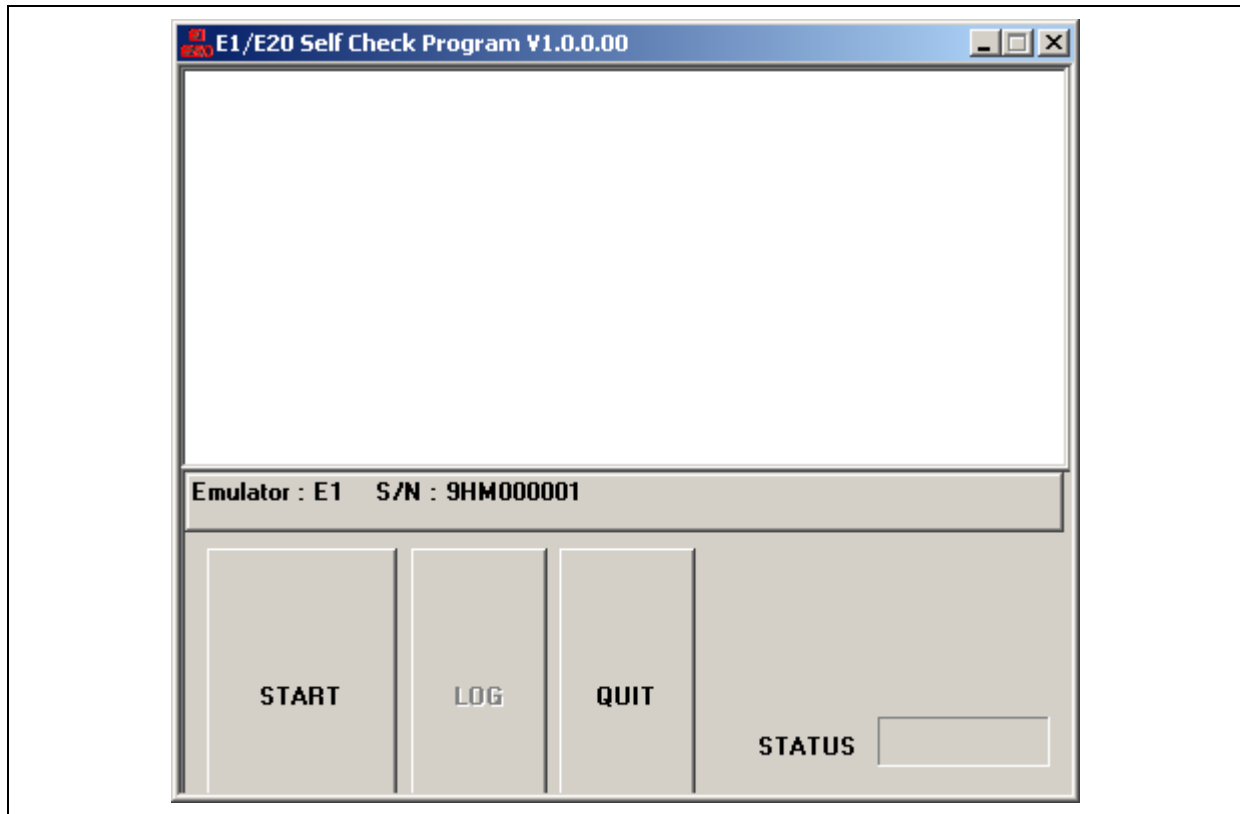 E1/E20 Self Check Program V1.0.0.00
Emulator : E1 S/N : 9HM000001
START LOG QUIT
STATUS